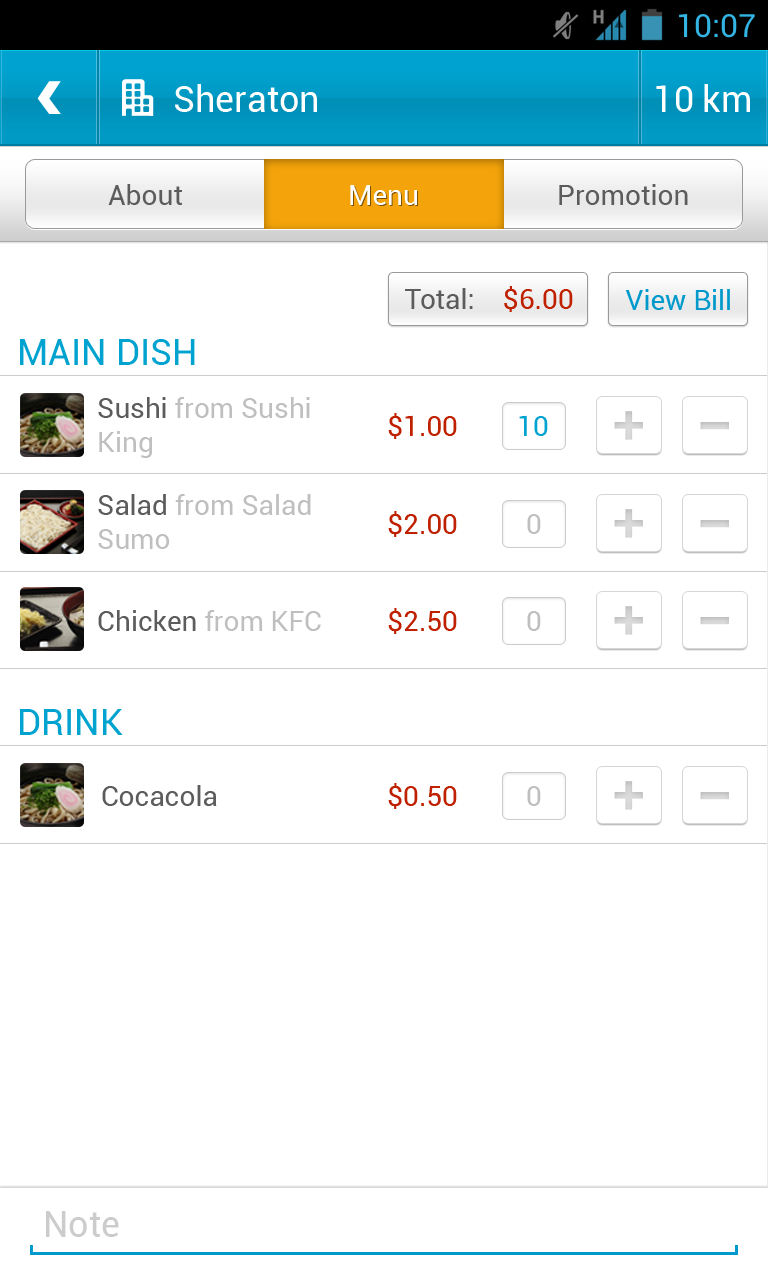 H 10:07
Sheraton 10 km
About Menu Promotion
Total: $6.00 View Bill
MAIN DISH
Sushi from Sushi
King
$1.00 10
Salad from Salad
Sumo
$2.00 0
Chicken from KFC $2.50 0
DRINK
Cocacola $0.50 0
Note